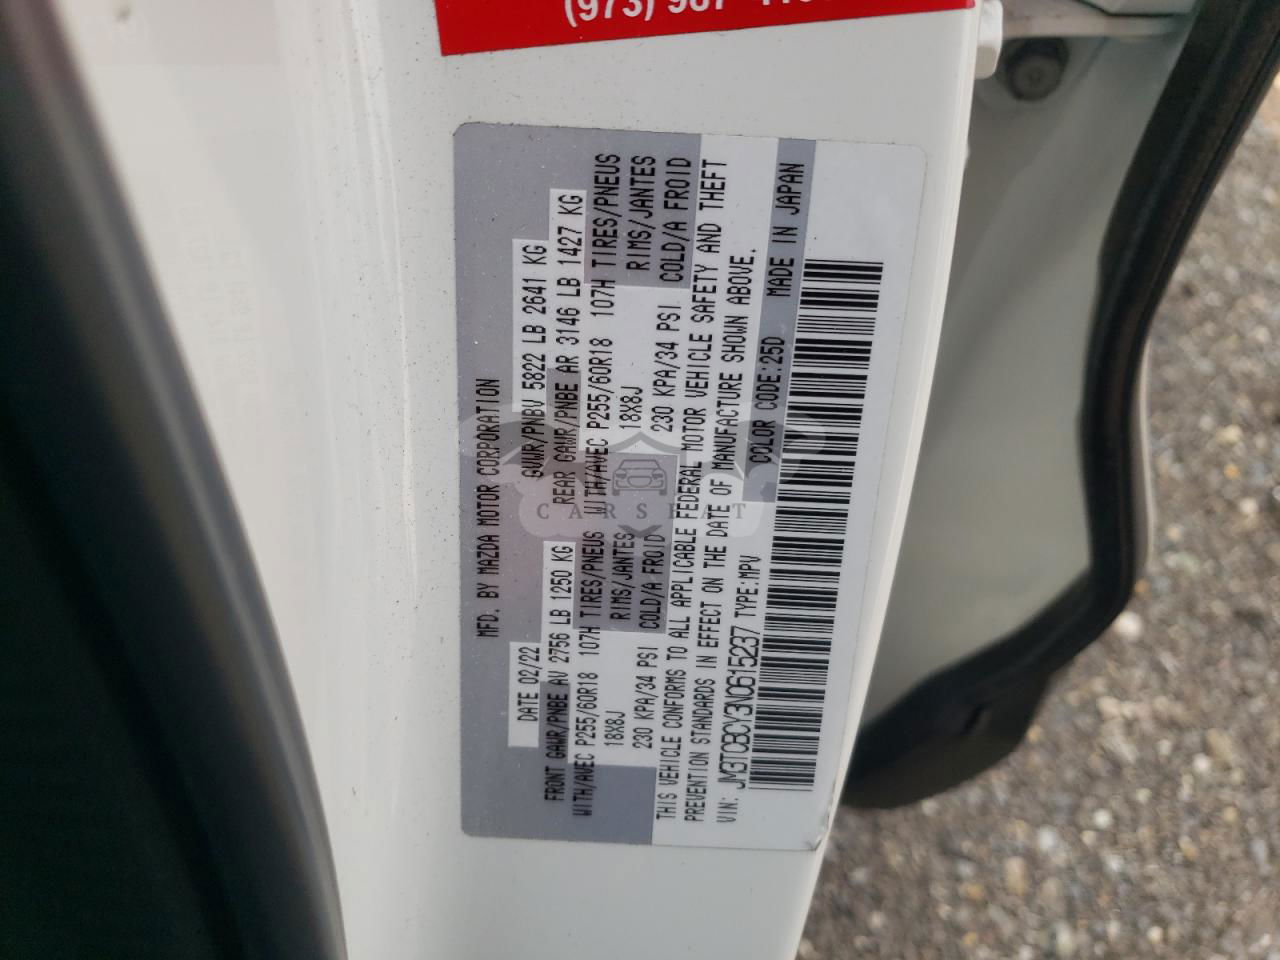 MFD. BY MAZDA MOTOR CORPORATION
DATE 02/22 GVWR/PNBV 5822 LB 2641 KG
FRONT GAWR/PNBE AV 2756 LB 1250 KG REAR GAWR/PNBE AR 3146 LB 1427 KG
WITH/AVEC P255/60R18 107H TIRES/PNEUS WITH/AVEC P255/60R18 107H TIRES/PNEUS
18X8J RIMS/JANTES 18X8J RIMS/JANTES
230 KPA/34 PSI COLD/A FROID 230 KPA/34 PSI COLD/A FROID
THIS VEHICLE CONFORMS TO ALL APPLICABLE FEDERAL MOTOR VEHICLE SAFETY AND THEFT
PREVENTION STANDARDS IN EFFECT ON THE DATE OF MANUFACTURE SHOWN ABOVE.
VIN: JM3TCBCY3N0615237 TYPE:MPV COLOR CODE:25D MADE IN JAPAN
CARSBAT
(973)